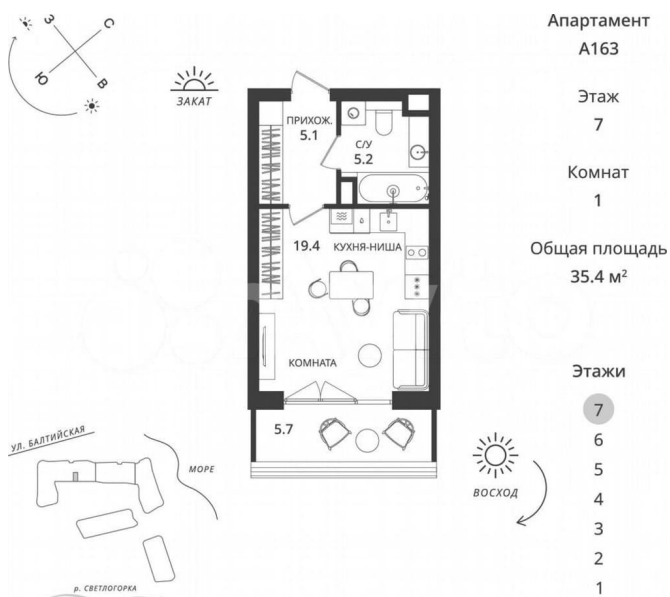 З
С
Ю
В
ЗАКАТ
Апартамент
А163
Этаж
7
Комнат
1
Общая площадь
35.4 м²
ПРИХОЖ.
5.1
С/У
5.2
19.4
КУХНЯ-НИША
КОМНАТА
5.7
ВОСХОД
Этажи
7
6
5
4
3
2
1
УЛ. БАЛТИЙСКАЯ
МОРЕ
р. СВЕТЛОГОРКА